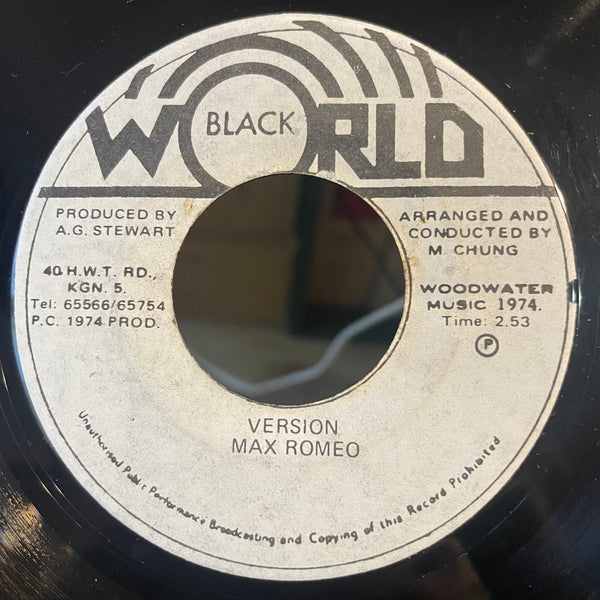 BLACK
WORLD
PRODUCED BY
A.G. STEWART
40 H.W.T. RD.,
KGN. 5.
Tel: 65566/65754
P.C. 1974 PROD.
ARRANGED AND
CONDUCTED BY
M. CHUNG
WOODWATER
MUSIC 1974.
Time: 2.53
℗
VERSION
MAX ROMEO
Unauthorised Public Performance Broadcasting and Copying of this Record Prohibited